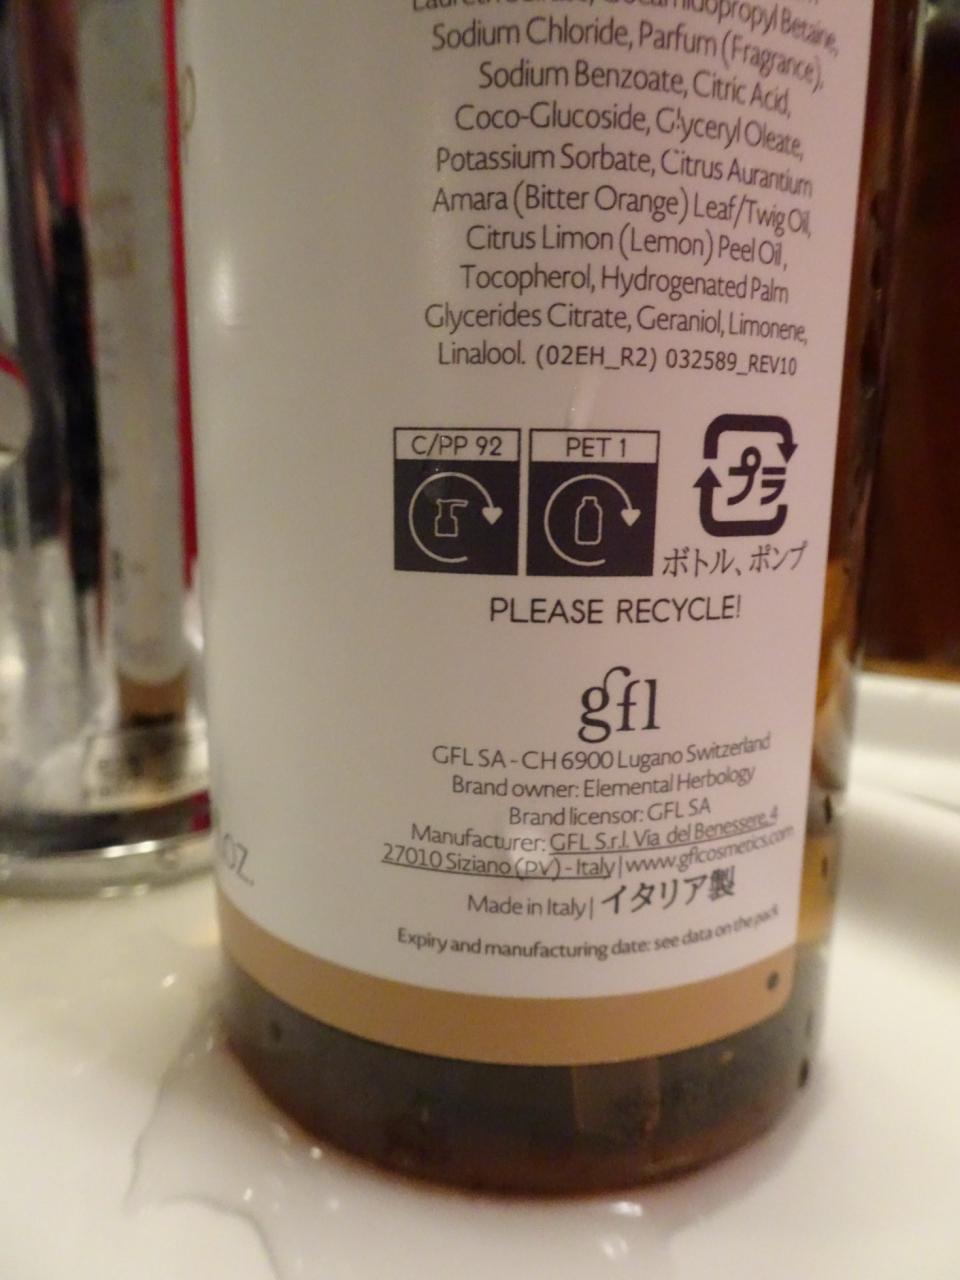 Sodium Chloride, Parfum (Fragrance),
Sodium Benzoate, Citric Acid,
Coco-Glucoside, Glyceryl Oleate,
Potassium Sorbate, Citrus Aurantium
Amara (Bitter Orange) Leaf/Twig Oil,
Citrus Limon (Lemon) Peel Oil,
Tocopherol, Hydrogenated Palm
Glycerides Citrate, Geraniol, Limonene,
Linalool. (02EH_R2) 032589_REV10
C/PP 92 PET 1 プラ
ボトル、ポンプ
PLEASE RECYCLE!
gfl
GFL SA - CH 6900 Lugano Switzerland
Brand owner: Elemental Herbology
Brand licensor: GFL SA
Manufacturer: GFL S.r.l. Via del Benessere, 4
27010 Siziano (PV) - Italy | www.gflcosmetics.com
Made in Italy | イタリア製
Expiry and manufacturing date: see data on the pack
OZ.